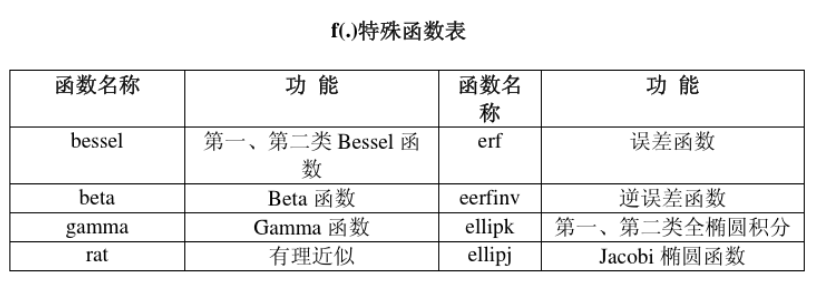 f(.)特殊函数表
函数名称 功 能 函数名 功 能
称
bessel 第一、第二类 Bessel 函 erf 误差函数
数
beta Beta 函数 eerfinv 逆误差函数
gamma Gamma 函数 ellipk 第一、第二类全椭圆积分
rat 有理近似 ellipj Jacobi 椭圆函数